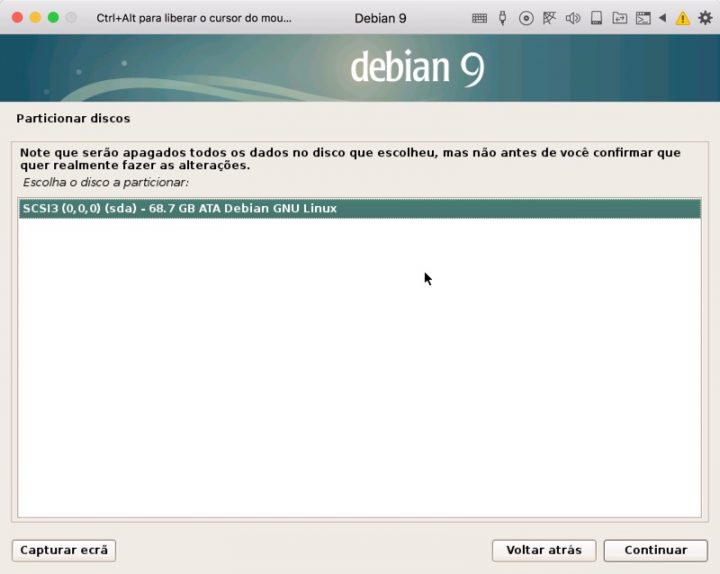 Ctrl+Alt para liberar o cursor do mou... Debian 9
debian 9
Particionar discos
Note que serão apagados todos os dados no disco que escolheu, mas não antes de você confirmar que
quer realmente fazer as alterações.
Escolha o disco a particionar:
SCSI3 (0,0,0) (sda) - 68.7 GB ATA Debian GNU Linux
Capturar ecrã Voltar atrás Continuar